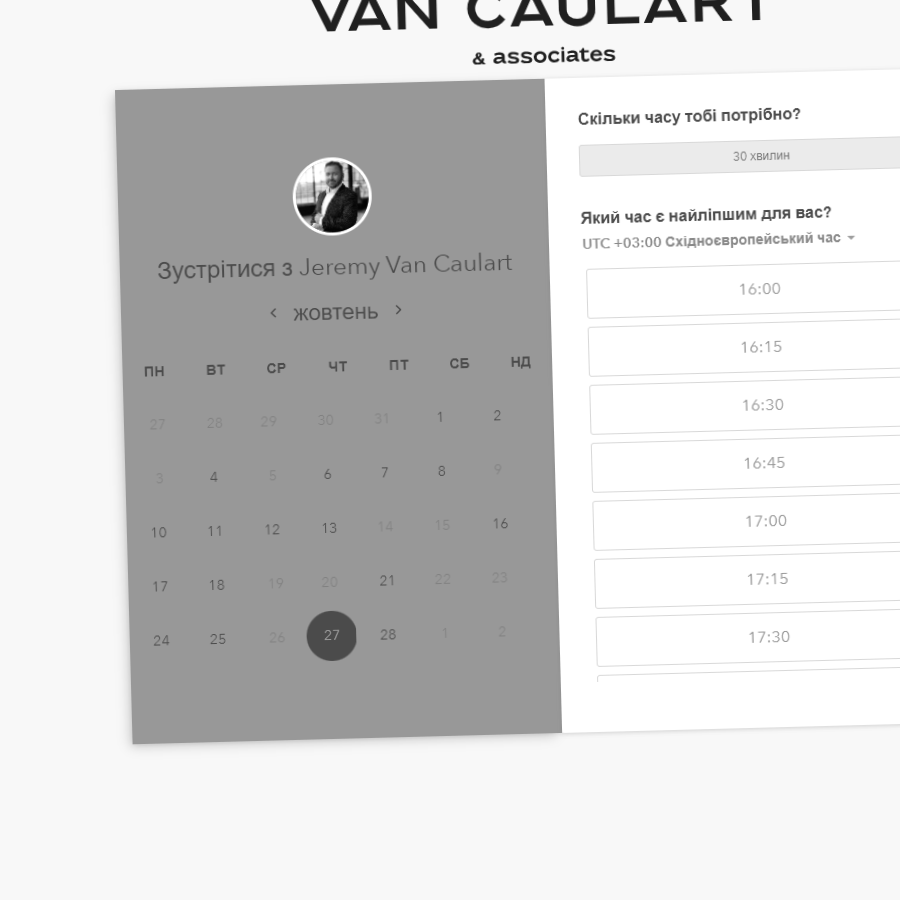 VAN CAULART
& associates
Зустрітися з Jeremy Van Caulart
‹ жовтень ›
ПН ВТ СР ЧТ ПТ СБ НД
27 28 29 30 31 1 2
3 4 5 6 7 8 9
10 11 12 13 14 15 16
17 18 19 20 21 22 23
24 25 26 27 28 1 2
Скільки часу тобі потрібно?
30 хвилин
Який час є найліпшим для вас?
UTC +03:00 Східноєвропейський час
16:00
16:15
16:30
16:45
17:00
17:15
17:30